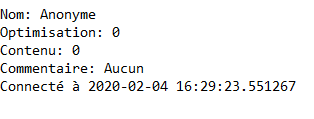 Nom: Anonyme
Optimisation: 0
Contenu: 0
Commentaire: Aucun
Connecté à 2020-02-04 16:29:23.551267